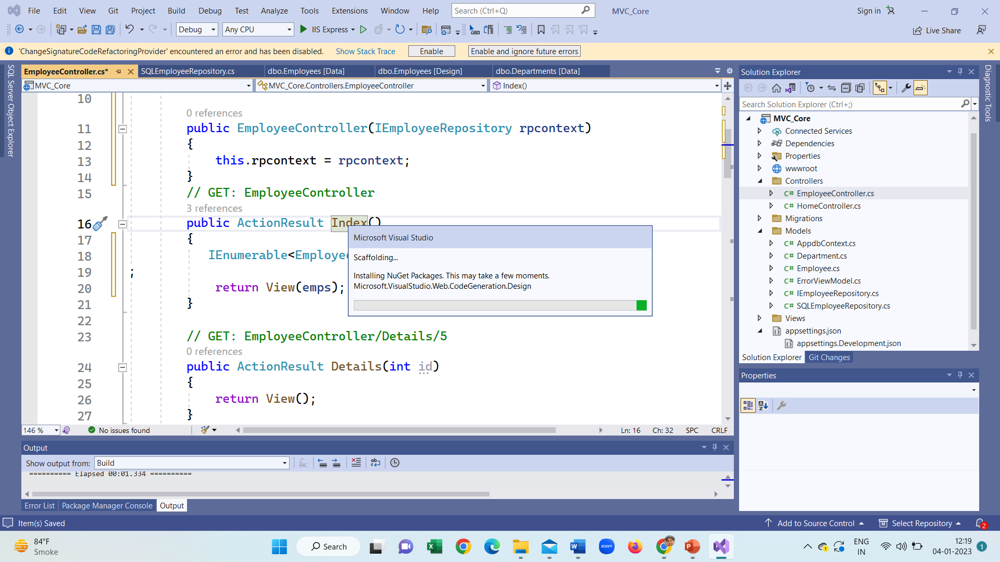 File Edit View Git Project Build Debug Test Analyze Tools Extensions Window Help Search (Ctrl+Q) MVC_Core Sign in
Debug Any CPU IIS Express Live Share
'ChangeSignatureCodeRefactoringProvider' encountered an error and has been disabled. Show Stack Trace Enable Enable and ignore future errors
SQL Server Object Explorer
EmployeeController.cs* SQLEmployeeRepository.cs dbo.Employees [Data] dbo.Employees [Design] dbo.Departments [Data]
MVC_Core MVC_Core.Controllers.EmployeeController Index()
10
0 references
11 public EmployeeController(IEmployeeRepository rpcontext)
12 {
13 this.rpcontext = rpcontext;
14 }
15 // GET: EmployeeController
3 references
16 public ActionResult Index()
17 {
18 IEnumerable<Employe
19 ;
20 return View(emps);
21 }
22
23 // GET: EmployeeController/Details/5
0 references
24 public ActionResult Details(int id)
25 {
26 return View();
27 }
Microsoft Visual Studio
Scaffolding...
Installing NuGet Packages. This may take a few moments.
Microsoft.VisualStudio.Web.CodeGeneration.Design
146 % No issues found Ln: 16 Ch: 32 SPC CRLF
Output
Show output from: Build
========== Elapsed 00:01.334 ==========
Error List Package Manager Console Output
Solution Explorer
Search Solution Explorer (Ctrl+;)
MVC_Core
Connected Services
Dependencies
Properties
wwwroot
Controllers
C# EmployeeController.cs
C# HomeController.cs
Migrations
Models
C# AppdbContext.cs
C# Department.cs
C# Employee.cs
C# ErrorViewModel.cs
C# IEmployeeRepository.cs
C# SQLEmployeeRepository.cs
Views
appsettings.json
appsettings.Development.json
Solution Explorer Git Changes
Properties
Diagnostic Tools
Item(s) Saved Add to Source Control Select Repository 2
84°F
Smoke
Search
zoom
ENG
IN
12:19
04-01-2023
1